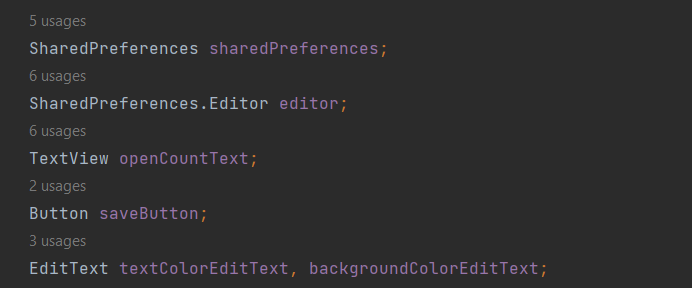 5 usages
SharedPreferences sharedPreferences;
6 usages
SharedPreferences.Editor editor;
6 usages
TextView openCountText;
2 usages
Button saveButton;
3 usages
EditText textColorEditText, backgroundColorEditText;